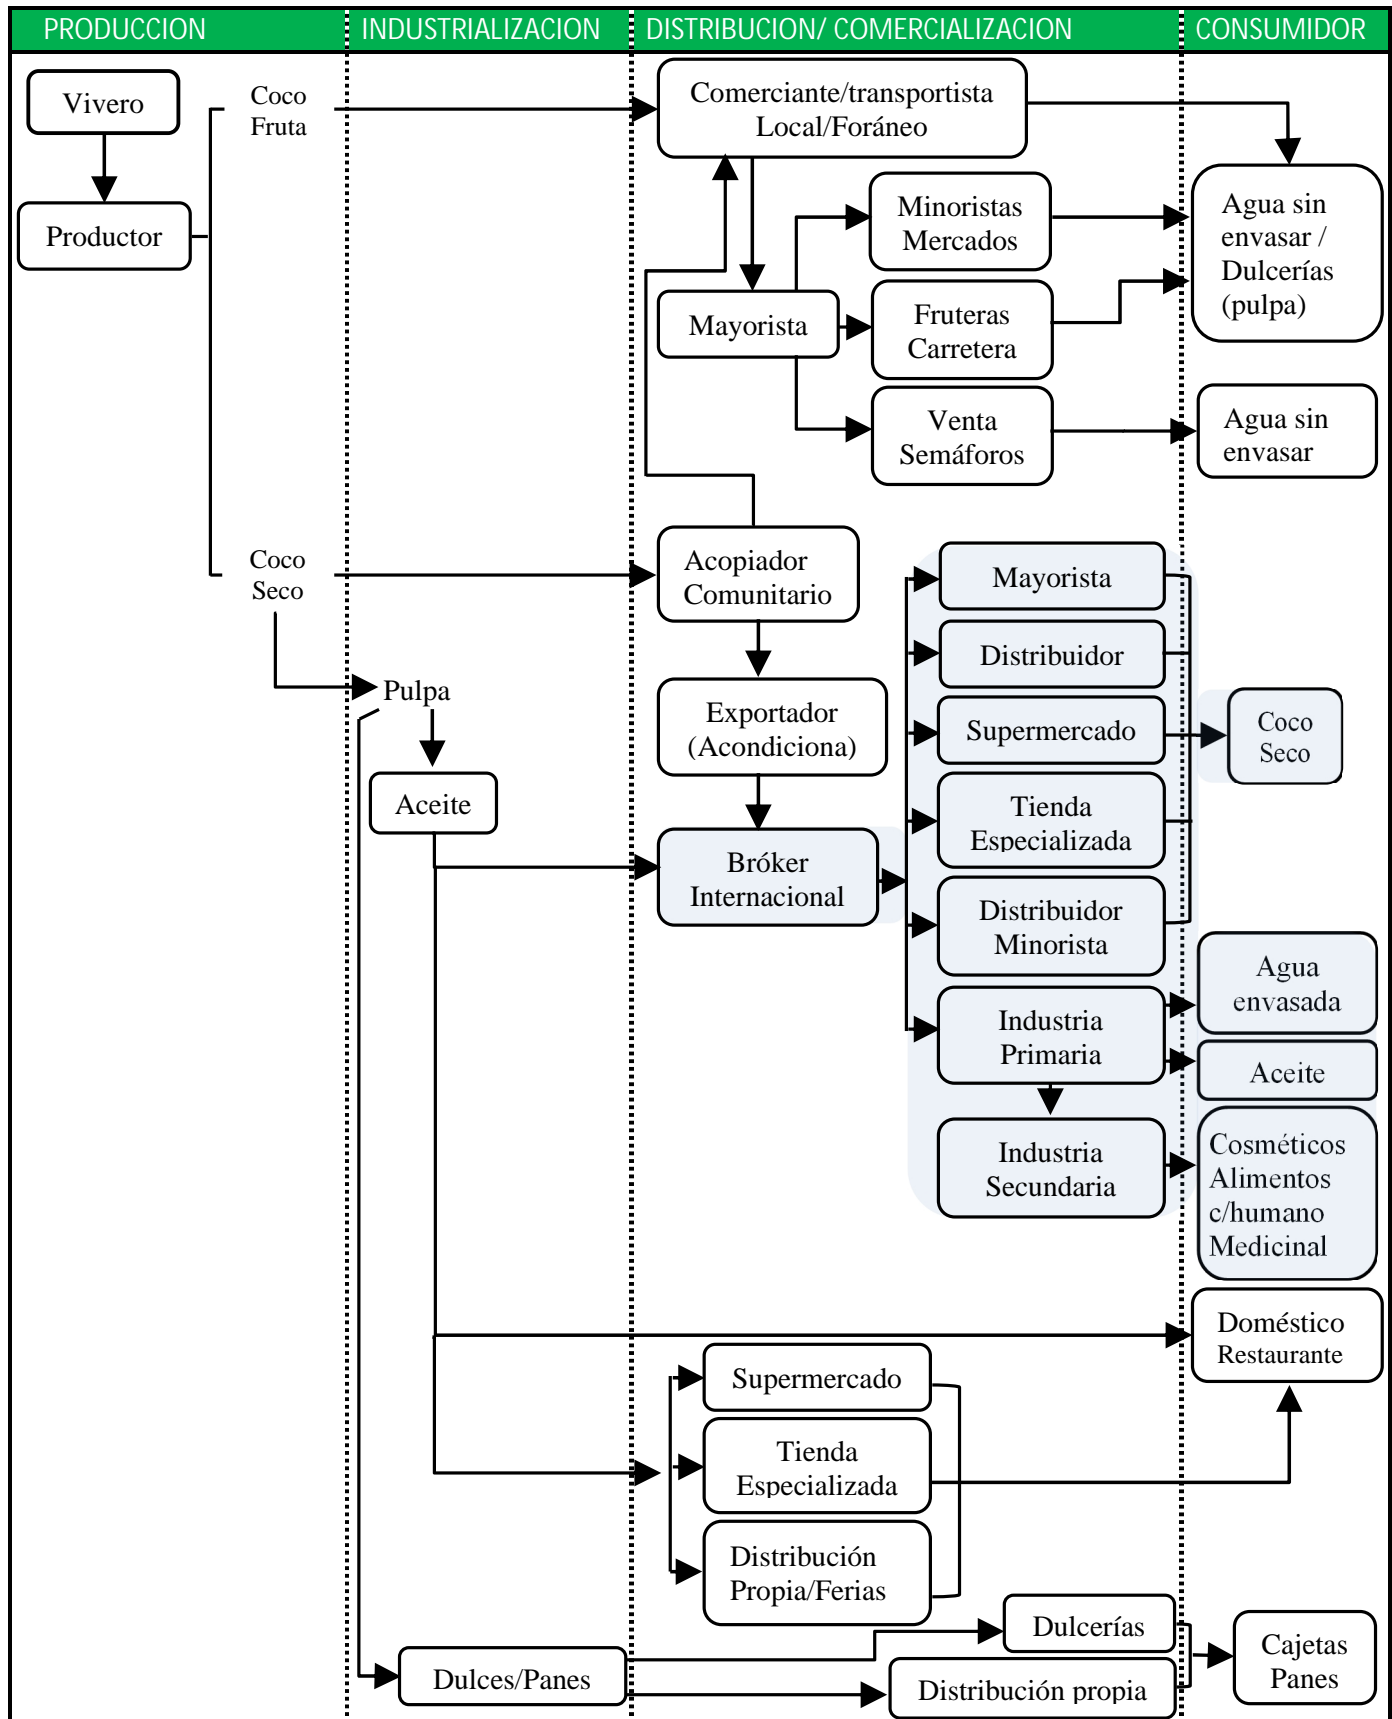 PRODUCCION
INDUSTRIALIZACION
DISTRIBUCION/ COMERCIALIZACION
CONSUMIDOR
Vivero
Productor
Coco
Fruta
Comerciante/transportista
Local/Foráneo
Minoristas
Mercados
Agua sin
envasar /
Dulcerías
(pulpa)
Mayorista
Fruteras
Carretera
Venta
Semáforos
Agua sin
envasar
Coco
Seco
Acopiador
Comunitario
Mayorista
Distribuidor
Pulpa
Exportador
(Acondiciona)
Supermercado
Coco
Seco
Aceite
Tienda
Especializada
Bróker
Internacional
Distribuidor
Minorista
Agua
envasada
Industria
Primaria
Aceite
Industria
Secundaria
Cosméticos
Alimentos
c/humano
Medicinal
Doméstico
Restaurante
Supermercado
Tienda
Especializada
Distribución
Propia/Ferias
Dulcerías
Cajetas
Panes
Dulces/Panes
Distribución propia